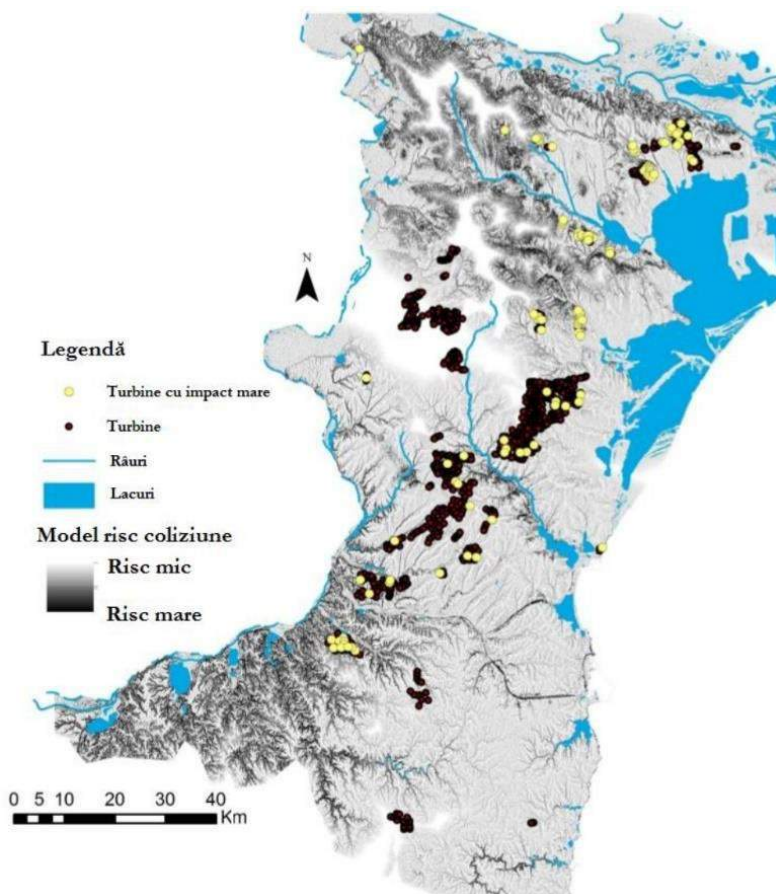 N
Legendă
Turbine cu impact mare
Turbine
Râuri
Lacuri
Model risc coliziune
Risc mic
Risc mare
0 5 10 20 30 40
Km